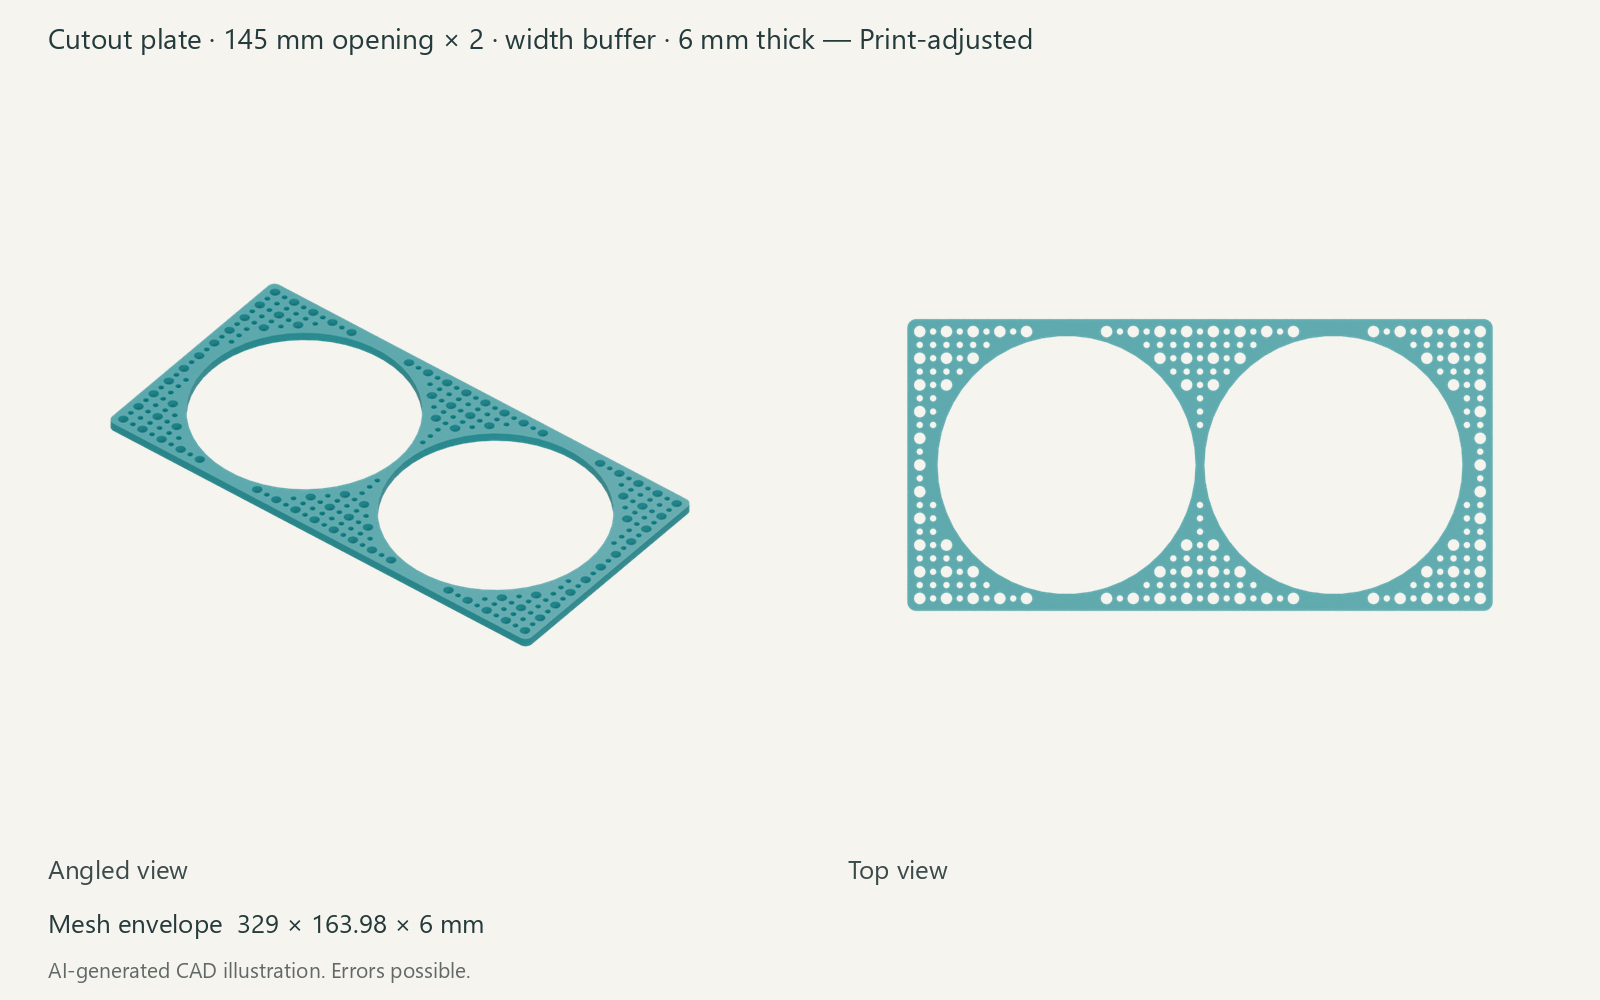 Cutout plate · 145 mm opening × 2 · width buffer · 6 mm thick — Print-adjusted
Angled view
Top view
Mesh envelope  329 × 163.98 × 6 mm
AI-generated CAD illustration. Errors possible.